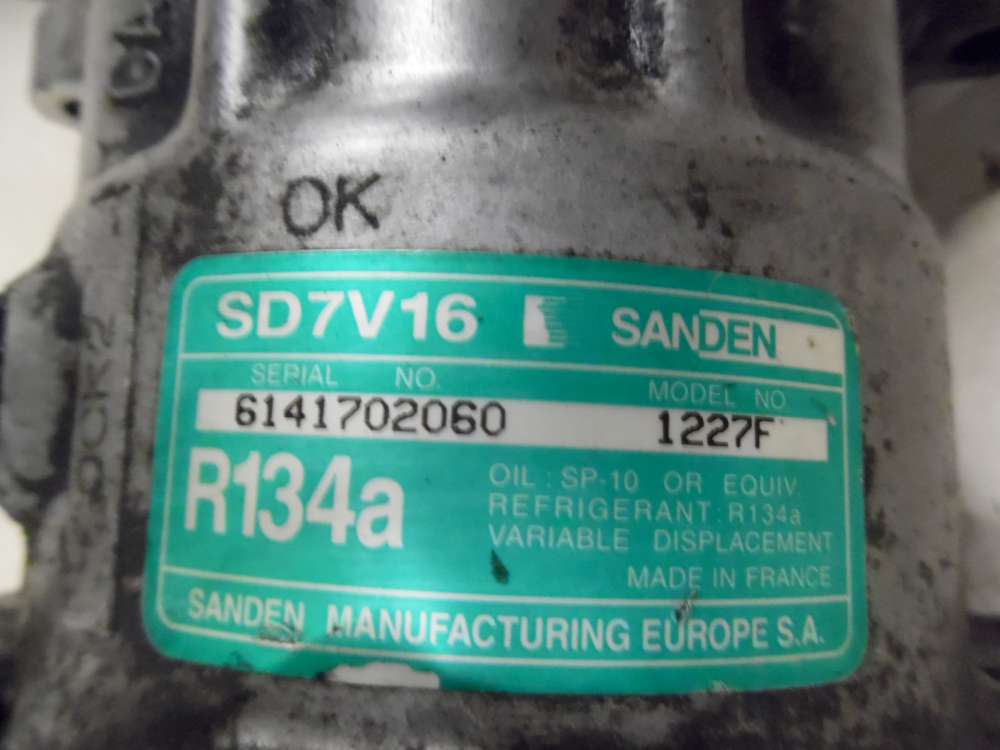 OK
SD7V16 SANDEN
SERIAL NO. MODEL NO
6141702060 1227F
R134a
OIL : SP-10 OR EQUIV.
REFRIGERANT : R134a
VARIABLE DISPLACEMENT
MADE IN FRANCE
SANDEN MANUFACTURING EUROPE S.A.